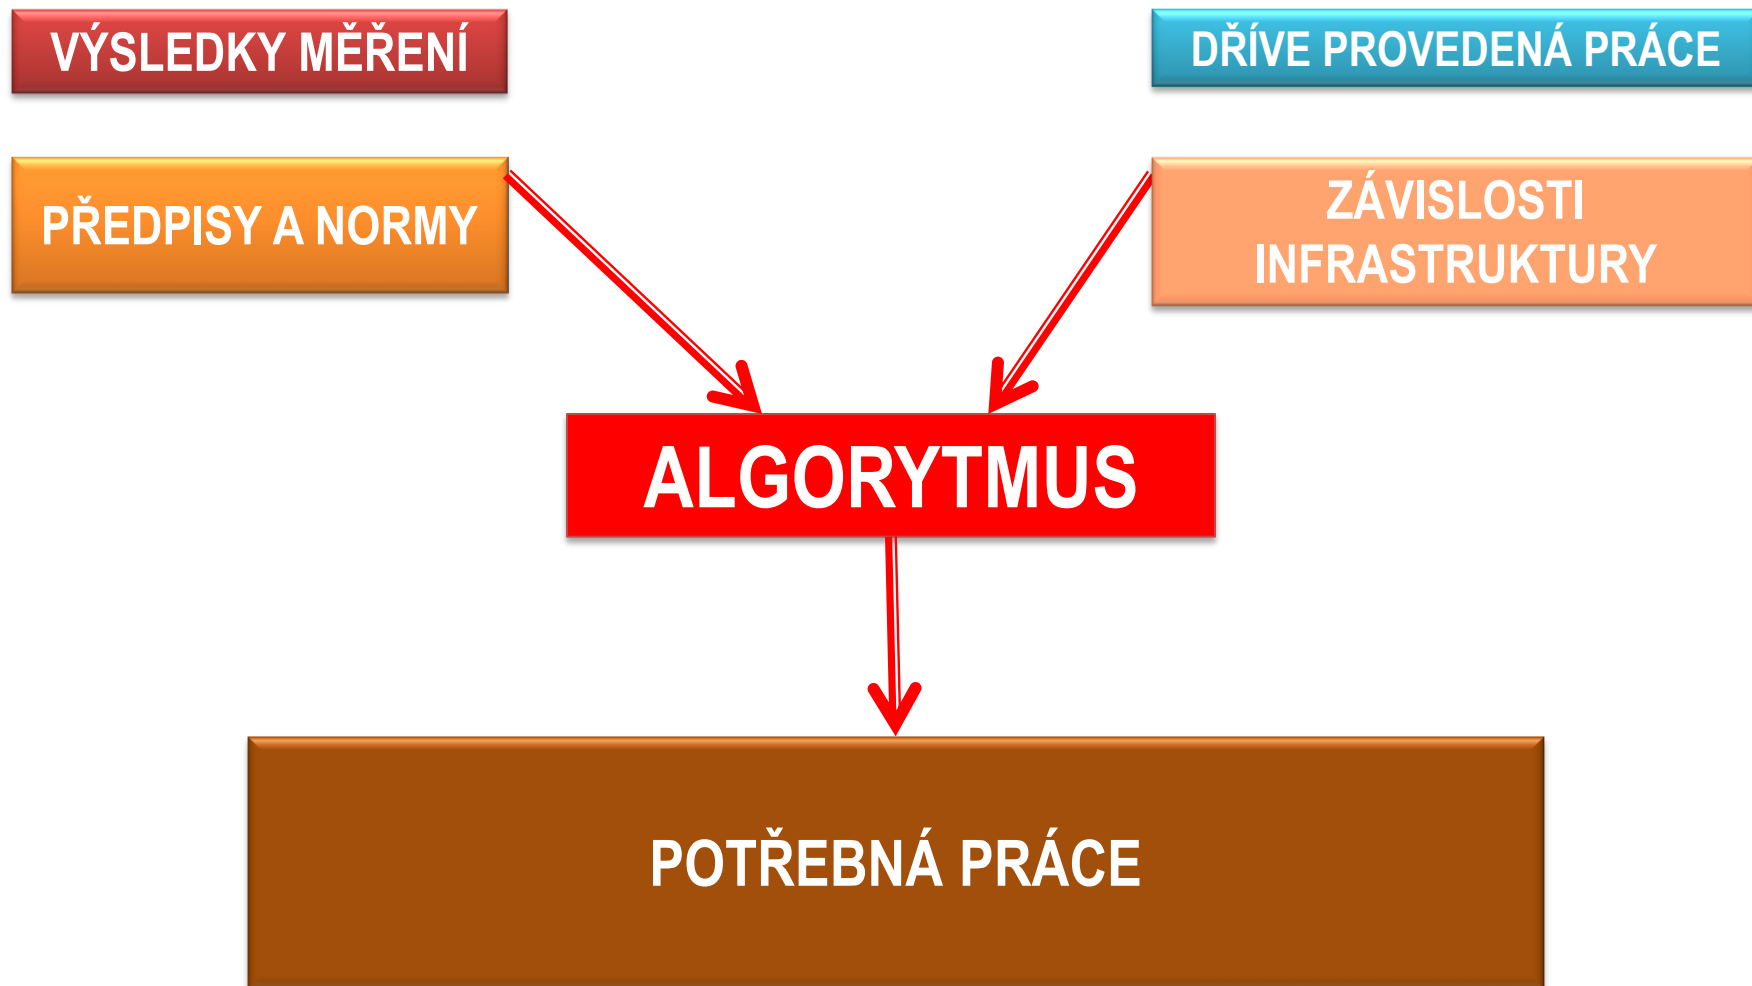 VÝSLEDKY MĚŘENÍ
DŘÍVE PROVEDENÁ PRÁCE
PŘEDPISY A NORMY
ZÁVISLOSTI
INFRASTRUKTURY
ALGORYTMUS
POTŘEBNÁ PRÁCE